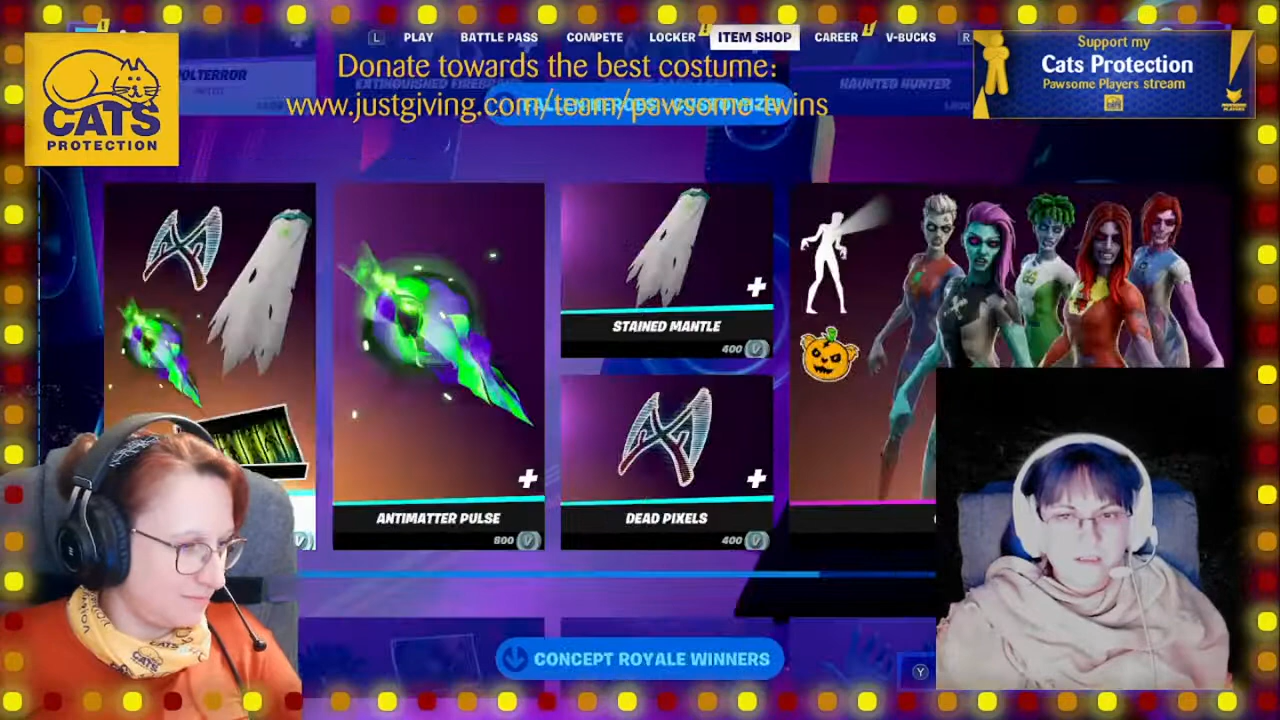 L
PLAY
BATTLE PASS
COMPETE
LOCKER
ITEM SHOP
CAREER
V-BUCKS
R
Donate towards the best costume:
www.justgiving.com/team/pawsome-twins
HAUNTED HUNTER
CATS
PROTECTION
Support my
Cats Protection
Pawsome Players stream
STAINED MANTLE
400
ANTIMATTER PULSE
800
DEAD PIXELS
400
CATS
CONCEPT ROYALE WINNERS
Y